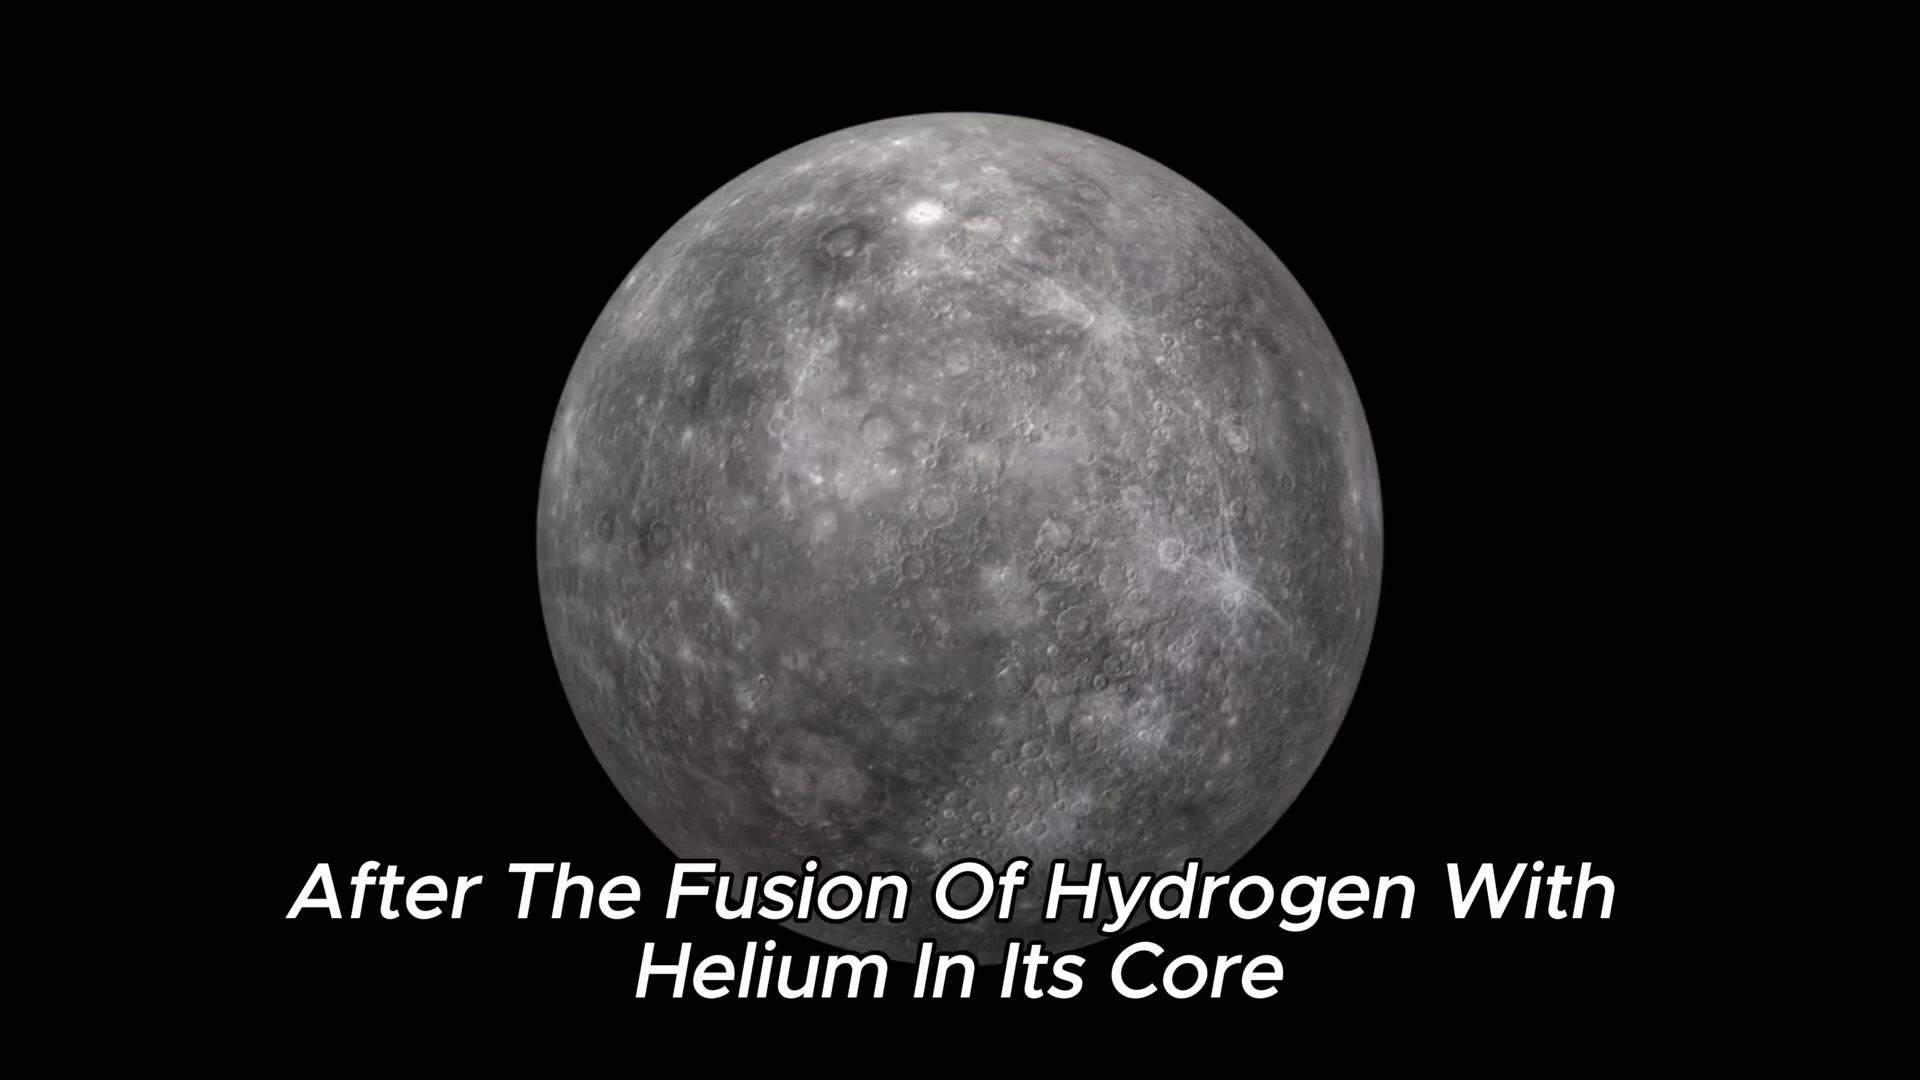 After The Fusion Of Hydrogen With
Helium In Its Core